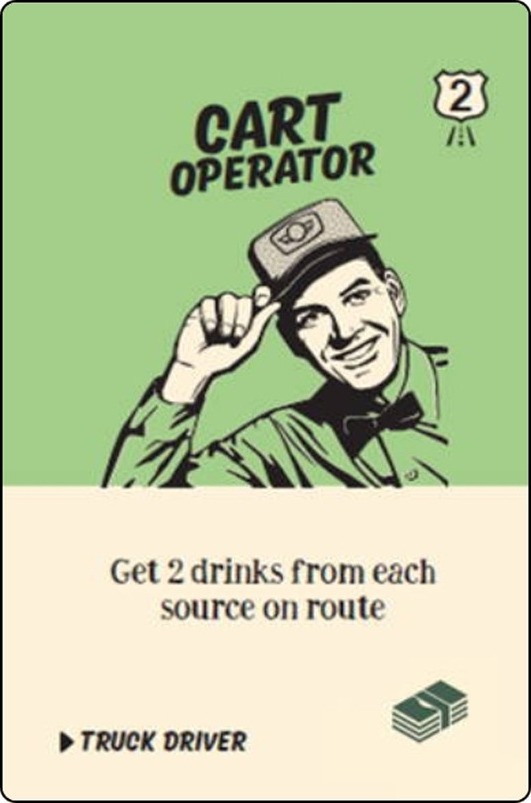 2
CART
OPERATOR
Get 2 drinks from each
source on route
TRUCK DRIVER